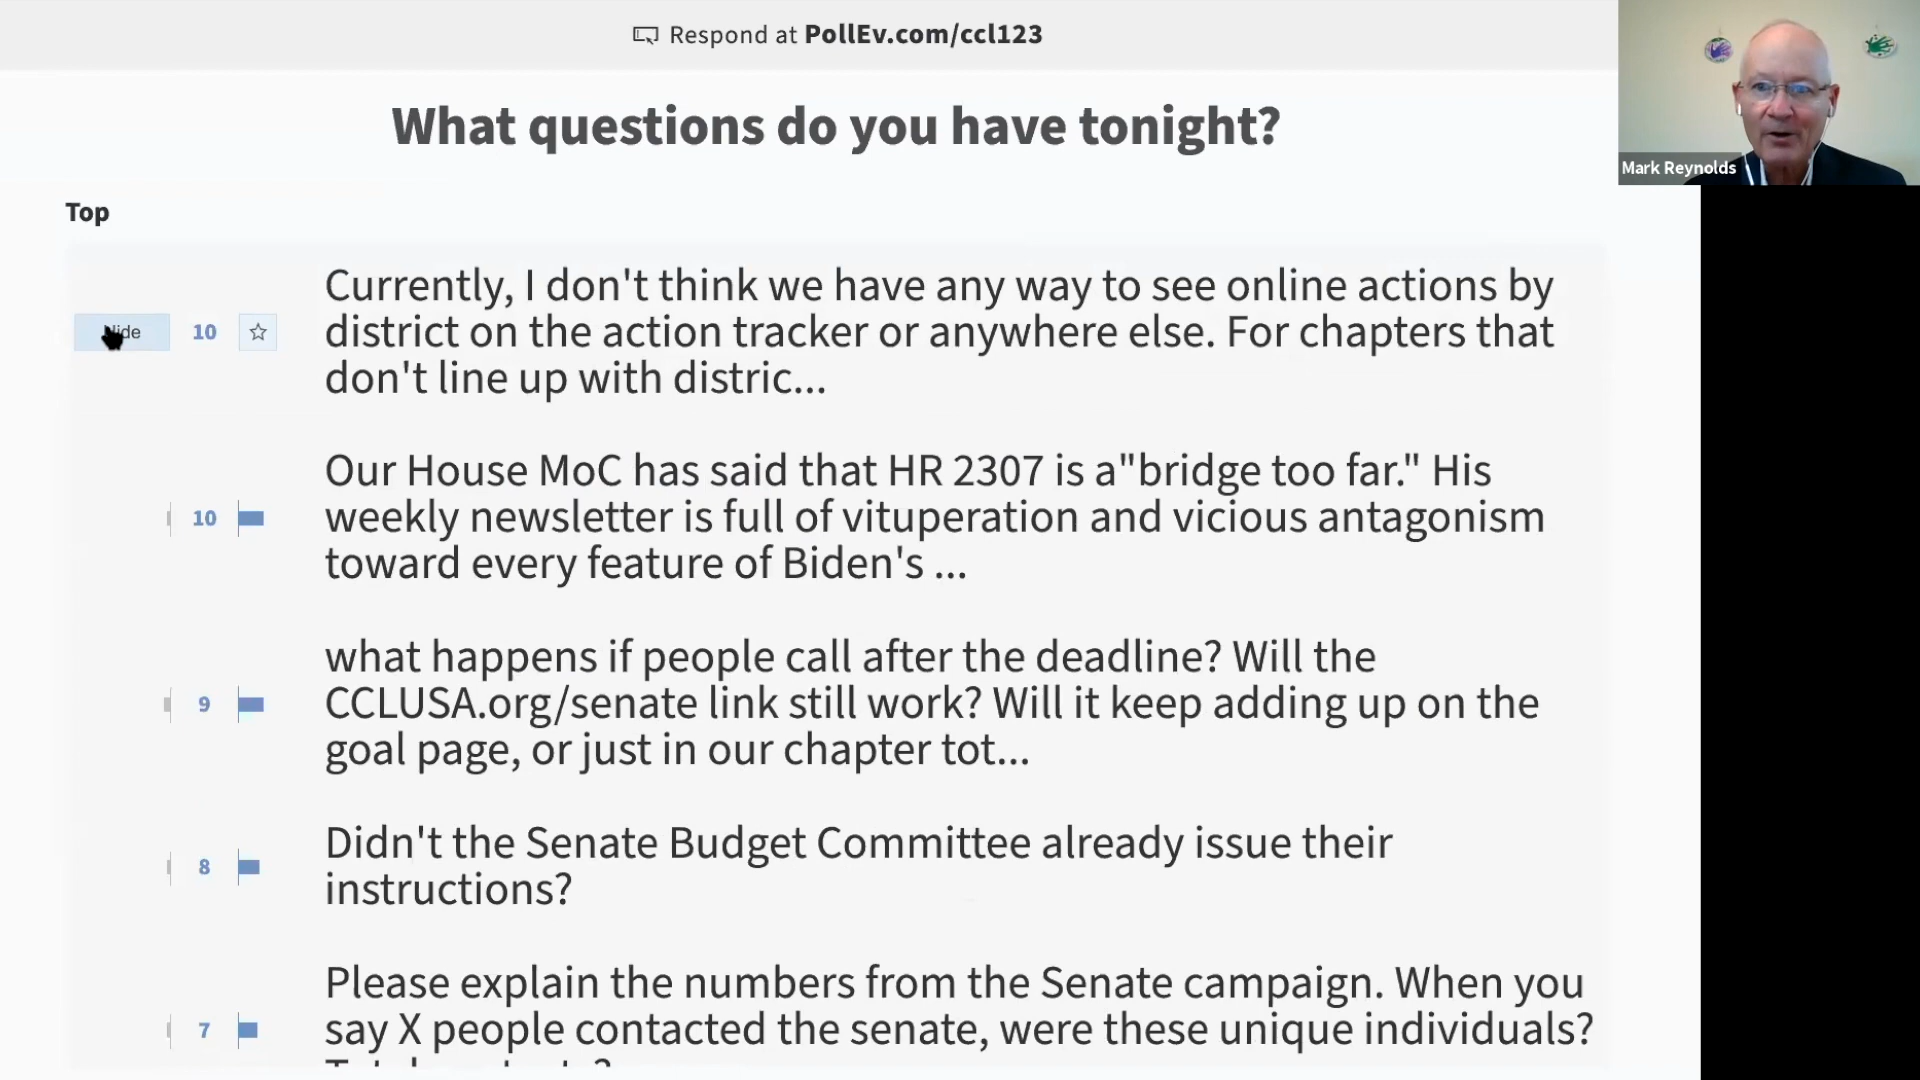 Respond at PollEv.com/ccl123
Mark Reynolds
What questions do you have tonight?
Top
10
Currently, I don't think we have any way to see online actions by
district on the action tracker or anywhere else. For chapters that
don't line up with distric...
10
Our House MoC has said that HR 2307 is a"bridge too far." His
weekly newsletter is full of vituperation and vicious antagonism
toward every feature of Biden's ...
9
what happens if people call after the deadline? Will the
CCLUSA.org/senate link still work? Will it keep adding up on the
goal page, or just in our chapter tot...
8
Didn't the Senate Budget Committee already issue their
instructions?
7
Please explain the numbers from the Senate campaign. When you
say X people contacted the senate, were these unique individuals?